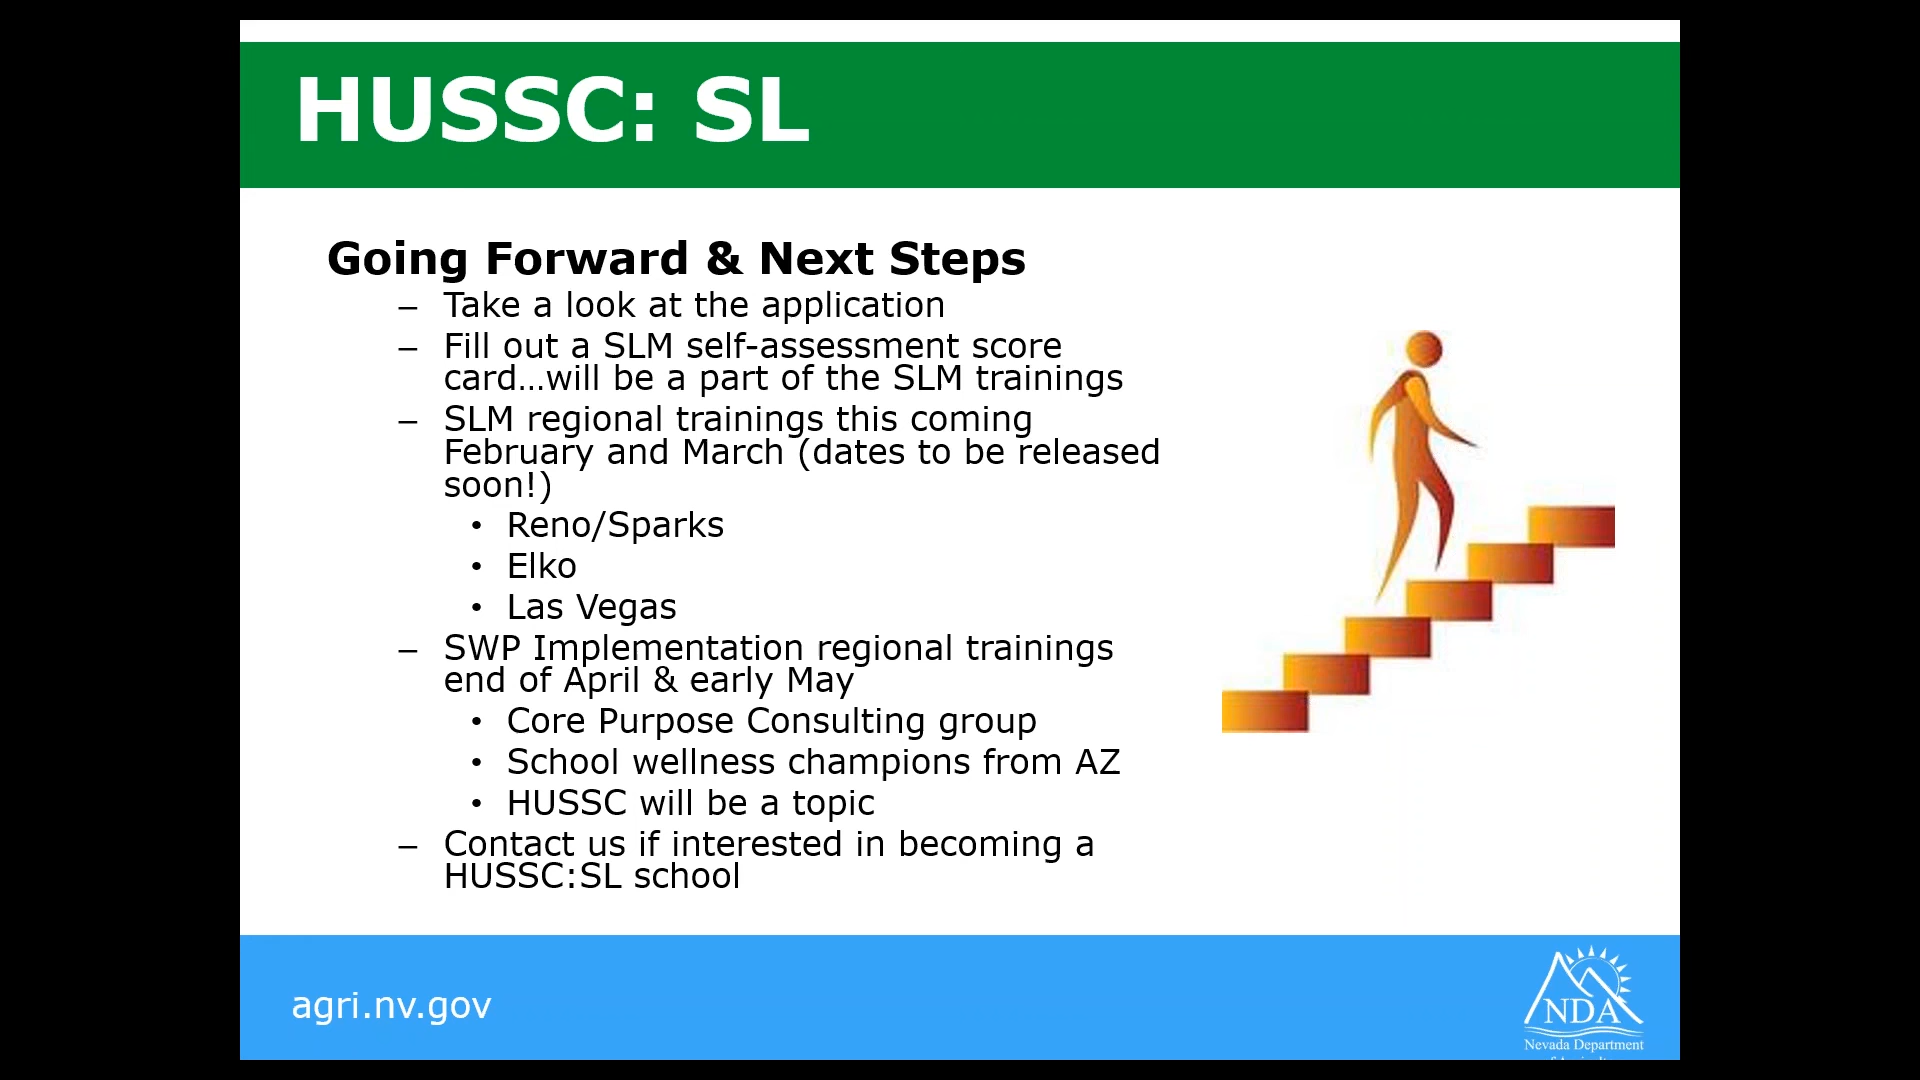 HUSSC: SL
Going Forward & Next Steps
– Take a look at the application
– Fill out a SLM self-assessment score
card...will be a part of the SLM trainings
– SLM regional trainings this coming
February and March (dates to be released
soon!)
• Reno/Sparks
• Elko
• Las Vegas
– SWP Implementation regional trainings
end of April & early May
• Core Purpose Consulting group
• School wellness champions from AZ
• HUSSC will be a topic
– Contact us if interested in becoming a
HUSSC:SL school
agri.nv.gov
NDA
Nevada Department